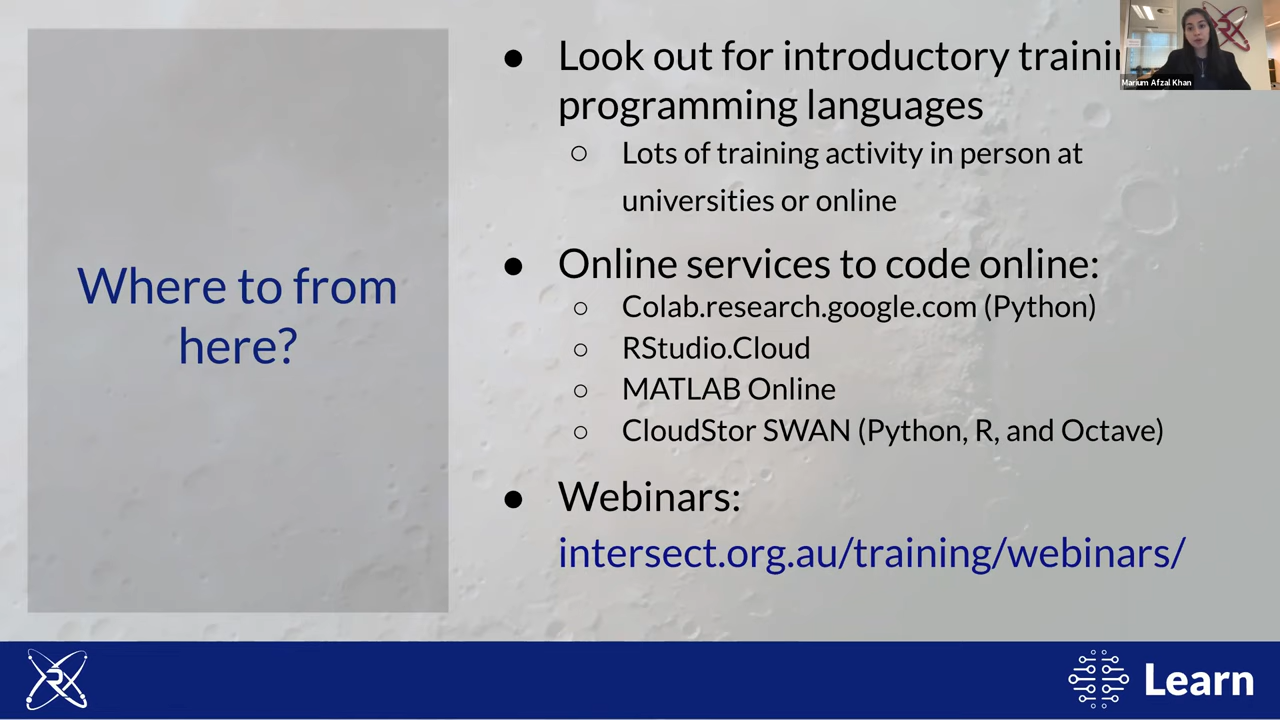 Where to from
here?
● Look out for introductory
programming languages
○ Lots of training activity in person at
universities or online
● Online services to code online:
○ Colab.research.google.com (Python)
○ RStudio.Cloud
○ MATLAB Online
○ CloudStor SWAN (Python, R, and Octave)
● Webinars:
intersect.org.au/training/webinars/
Marium Afzal Khan
Learn